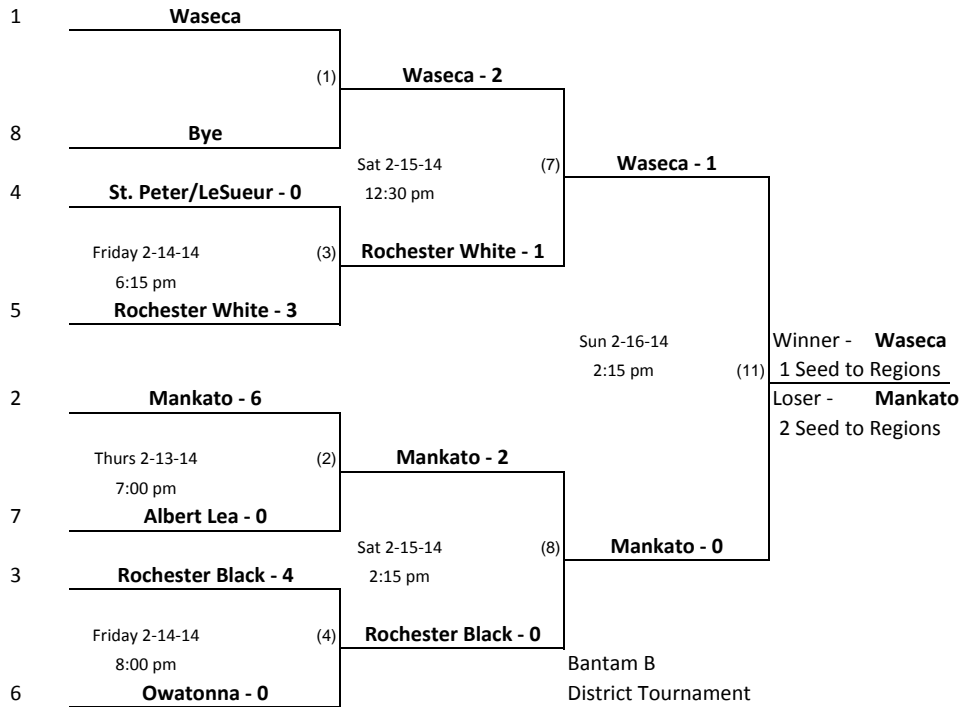 1 Waseca
(1) Waseca - 2
8 Bye
Sat 2-15-14 (7) Waseca - 1
4 St. Peter/LeSueur - 0 12:30 pm
Friday 2-14-14 (3) Rochester White - 1
6:15 pm
5 Rochester White - 3
Sun 2-16-14 Winner - Waseca
2:15 pm (11) 1 Seed to Regions
2 Mankato - 6 Loser - Mankato
2 Seed to Regions
Thurs 2-13-14 (2) Mankato - 2
7:00 pm
7 Albert Lea - 0
Sat 2-15-14 (8) Mankato - 0
3 Rochester Black - 4 2:15 pm
Friday 2-14-14 (4) Rochester Black - 0
8:00 pm Bantam B
6 Owatonna - 0 District Tournament